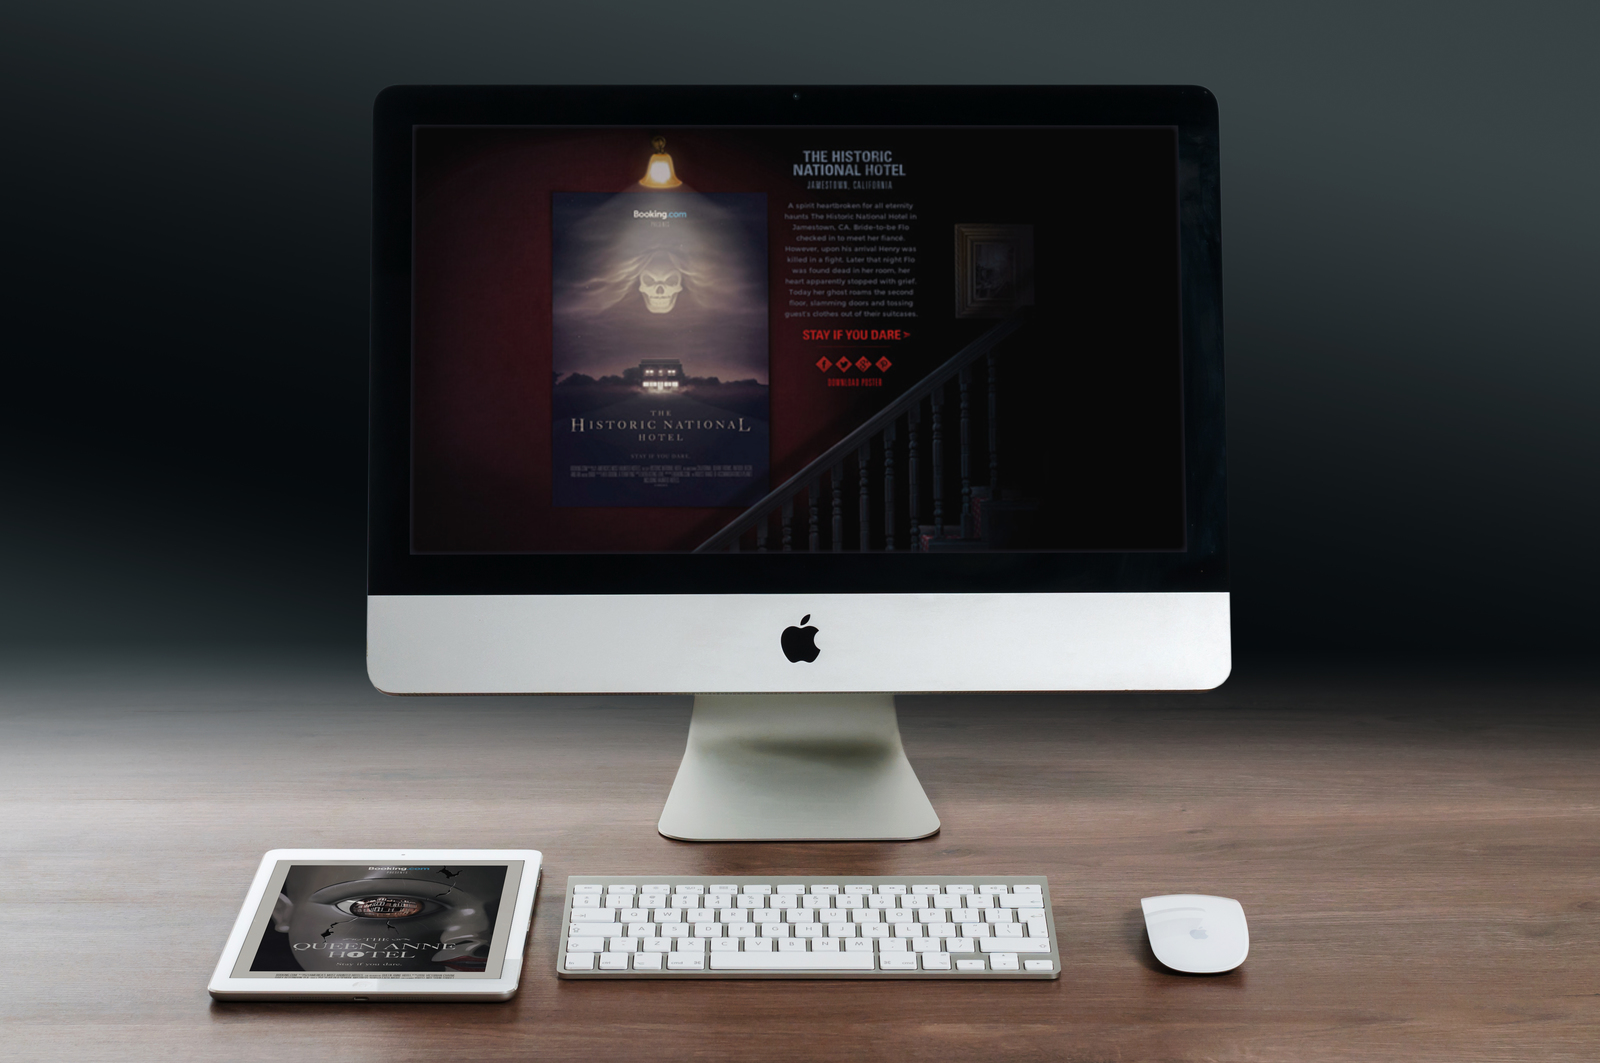 Booking.com
THE
HISTORIC NATIONAL
HOTEL
STAY IF YOU DARE.
THE HISTORIC
NATIONAL HOTEL
JAMESTOWN, CALIFORNIA
A spirit heartbroken for all eternity
haunts The Historic National Hotel in
Jamestown, CA. Bride-to-be Flo
checked in to meet her fiancé.
However, upon his arrival Henry was
killed in a fight. Later that night Flo
was found dead in her room, her
heart apparently stopped with grief.
Today her ghost roams the second
floor, slamming doors and tossing
guest's clothes out of their suitcases.
STAY IF YOU DARE
DOWNLOAD POSTER
Booking.com
THE
QUEEN ANNE
HOTEL
Stay if you dare.